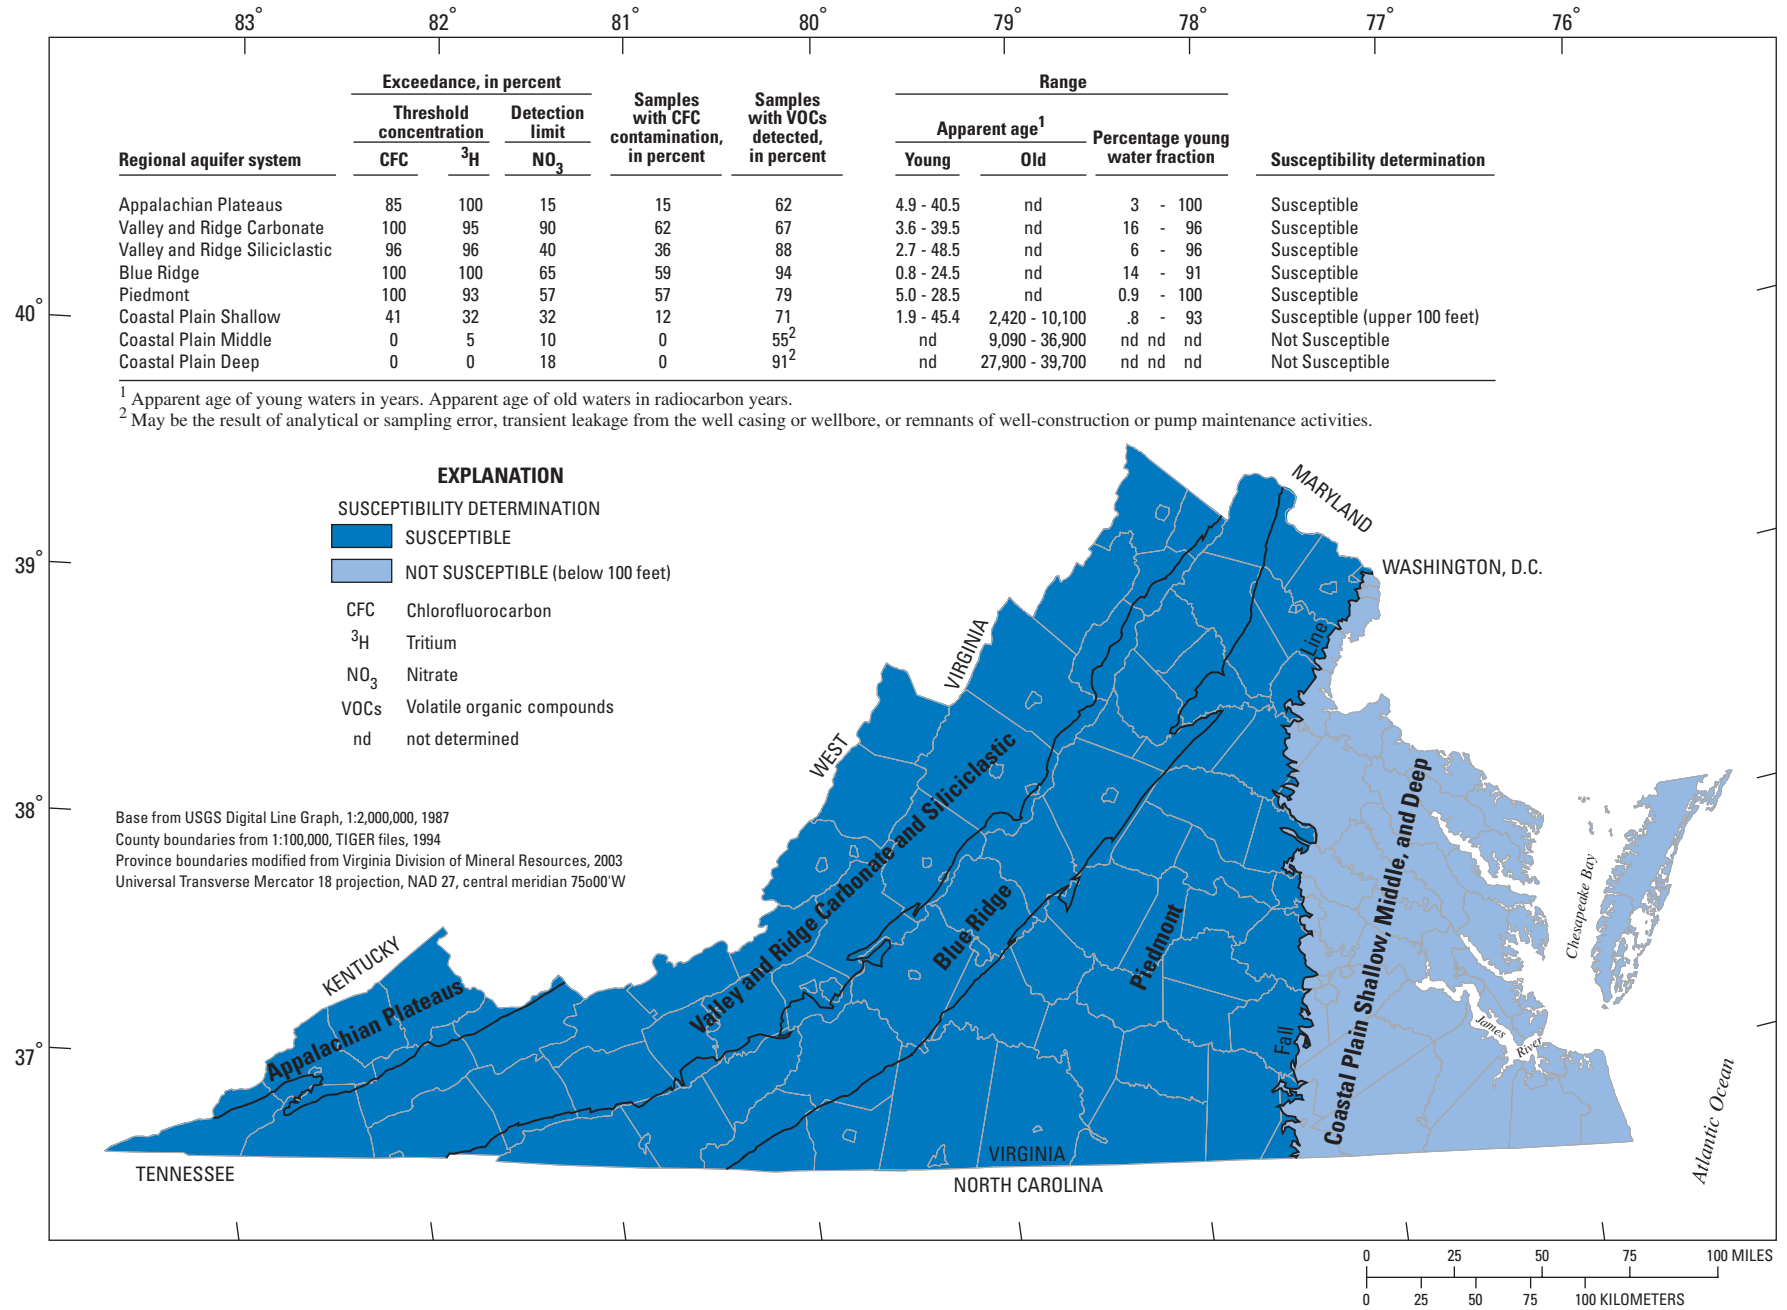 83° 82° 81° 80° 79° 78° 77° 76°
Exceedance, in percent
Threshold concentration
Detection limit
Samples with CFC contamination, in percent
Samples with VOCs detected, in percent
Range
Apparent age1
Percentage young water fraction
Regional aquifer system CFC 3H NO3 Young Old Susceptibility determination
Appalachian Plateaus 85 100 15 15 62 4.9 - 40.5 nd 3 - 100 Susceptible
Valley and Ridge Carbonate 100 95 90 62 67 3.6 - 39.5 nd 16 - 96 Susceptible
Valley and Ridge Siliciclastic 96 96 40 36 88 2.7 - 48.5 nd 6 - 96 Susceptible
Blue Ridge 100 100 65 59 94 0.8 - 24.5 nd 14 - 91 Susceptible
Piedmont 100 93 57 57 79 5.0 - 28.5 nd 0.9 - 100 Susceptible
Coastal Plain Shallow 41 32 32 12 71 1.9 - 45.4 2,420 - 10,100 .8 - 93 Susceptible (upper 100 feet)
Coastal Plain Middle 0 5 10 0 552 nd 9,090 - 36,900 nd nd nd Not Susceptible
Coastal Plain Deep 0 0 18 0 912 nd 27,900 - 39,700 nd nd nd Not Susceptible
1 Apparent age of young waters in years. Apparent age of old waters in radiocarbon years.
2 May be the result of analytical or sampling error, transient leakage from the well casing or wellbore, or remnants of well-construction or pump maintenance activities.
40°
39°
38°
37°
EXPLANATION
SUSCEPTIBILITY DETERMINATION
SUSCEPTIBLE
NOT SUSCEPTIBLE (below 100 feet)
CFC Chlorofluorocarbon
3H Tritium
NO3 Nitrate
VOCs Volatile organic compounds
nd not determined
Base from USGS Digital Line Graph, 1:2,000,000, 1987
County boundaries from 1:100,000, TIGER files, 1994
Province boundaries modified from Virginia Division of Mineral Resources, 2003
Universal Transverse Mercator 18 projection, NAD 27, central meridian 75o00'W
MARYLAND
WASHINGTON, D.C.
WEST VIRGINIA
KENTUCKY
Appalachian Plateaus
Valley and Ridge Carbonate and Siliciclastic
Blue Ridge
Piedmont
Fall Line
Coastal Plain Shallow, Middle, and Deep
Chesapeake Bay
James River
Atlantic Ocean
TENNESSEE
VIRGINIA
NORTH CAROLINA
0 25 50 75 100 MILES
0 25 50 75 100 KILOMETERS